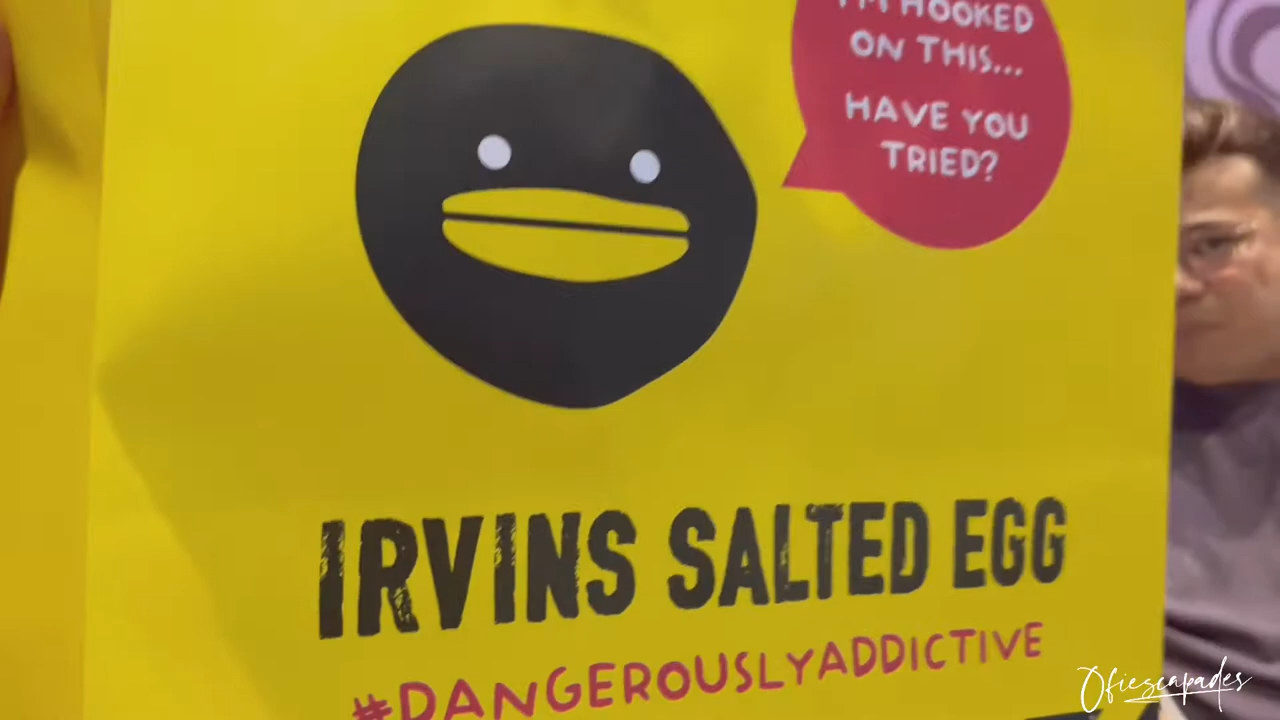 I'M HOOKED
ON THIS...
HAVE YOU
TRIED?
IRVINS SALTED EGG
#DANGEROUSLYADDICTIVE
Ofiescapades